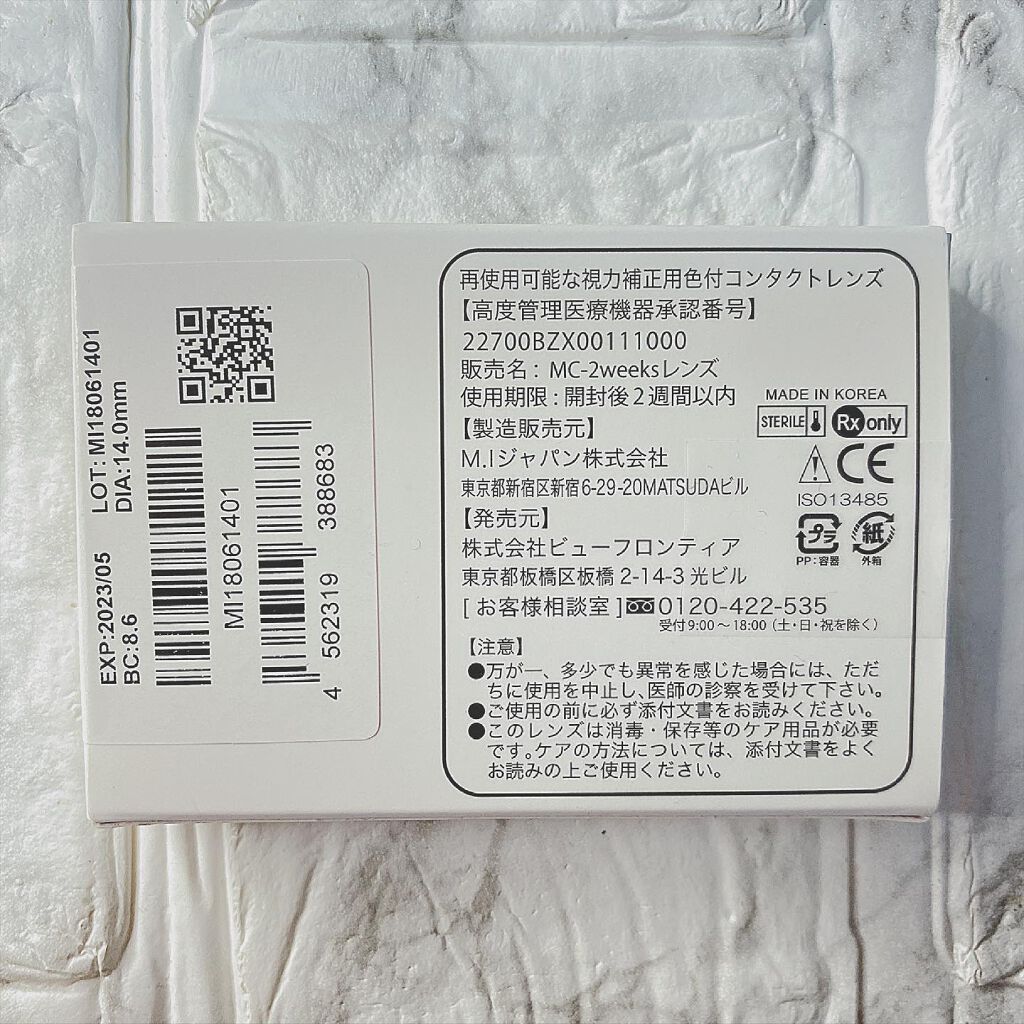 LOT: MI18061401
DIA:14.0mm
EXP:2023/05
BC:8.6
MI18061401
4 562319 388683
再使用可能な視力補正用色付コンタクトレンズ
【高度管理医療機器承認番号】
22700BZX00111000
販売名： MC-2weeksレンズ
使用期限：開封後２週間以内
【製造販売元】
M.Iジャパン株式会社
東京都新宿区新宿6-29-20MATSUDAビル
【発売元】
株式会社ビューフロンティア
東京都板橋区板橋 2-14-3 光ビル
[ お客様相談室 ] 0120-422-535
受付9:00～18:00（土・日・祝を除く）
MADE IN KOREA
STERILE Rx only
CE
ISO13485
プラ 紙
PP：容器 外箱
【注意】
●万が一、多少でも異常を感じた場合には、ただ
ちに使用を中止し、医師の診察を受けて下さい。
●ご使用の前に必ず添付文書をお読みください。
●このレンズは消毒・保存等のケア用品が必要
です。ケアの方法については、添付文書をよく
お読みの上ご使用ください。